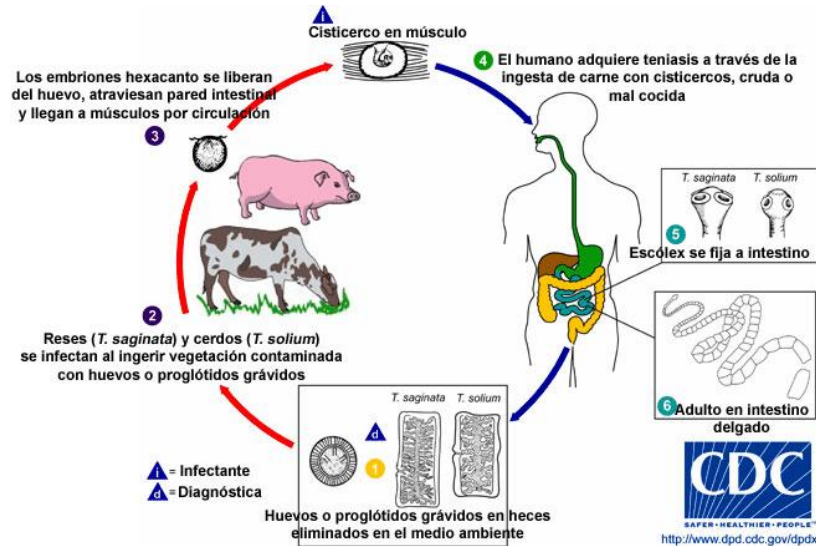 i
Cisticerco en músculo
4 El humano adquiere teniasis a través de la
ingesta de carne con cisticercos, cruda o
mal cocida
Los embriones hexacanto se liberan
del huevo, atraviesan pared intestinal
y llegan a músculos por circulación
3
T. saginata T. solium
5
Escólex se fija a intestino
2
Reses (T. saginata) y cerdos (T. solium)
se infectan al ingerir vegetación contaminada
con huevos o proglótidos grávidos
6 Adulto en intestino
delgado
T. saginata T. solium
d
1
i = Infectante
d = Diagnóstica
Huevos o proglótidos grávidos en heces
eliminados en el medio ambiente
CDC
SAFER • HEALTHIER • PEOPLE™
http://www.dpd.cdc.gov/dpdx